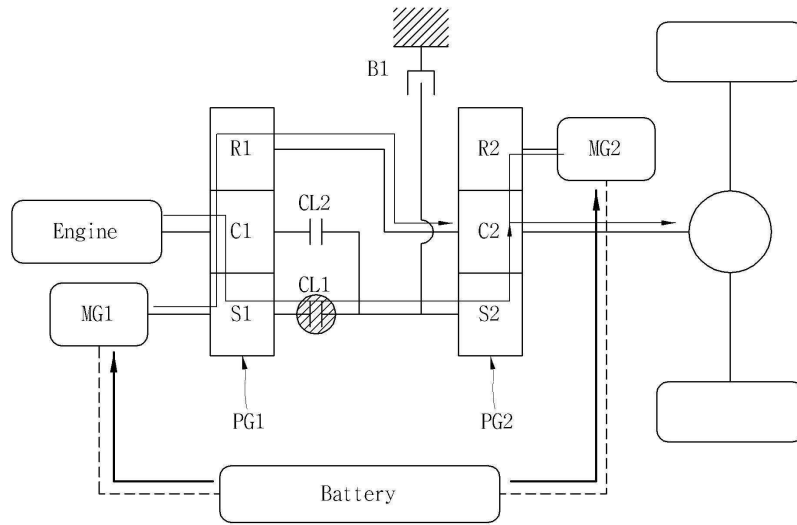 B1
R1
R2
MG2
CL2
Engine
C1
C2
CL1
MG1
S1
S2
PG1
PG2
Battery